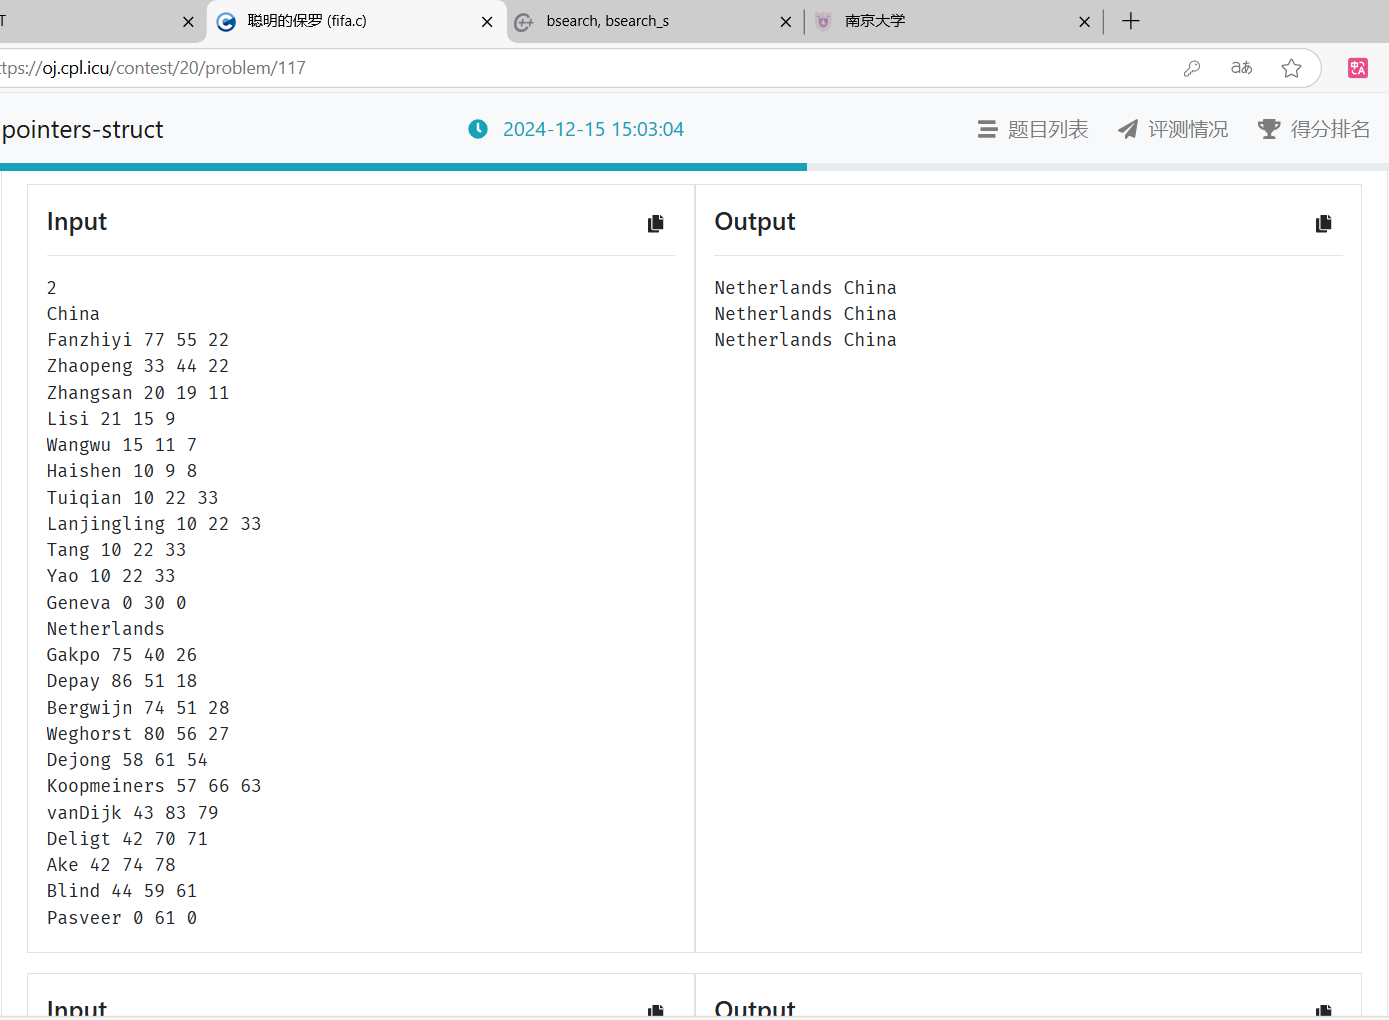 T
聪明的保罗 (fifa.c)
bsearch, bsearch_s
南京大学
ttps://oj.cpl.icu/contest/20/problem/117
pointers-struct
2024-12-15 15:03:04
题目列表
评测情况
得分排名
Input
2
China
Fanzhiyi 77 55 22
Zhaopeng 33 44 22
Zhangsan 20 19 11
Lisi 21 15 9
Wangwu 15 11 7
Haishen 10 9 8
Tuiqian 10 22 33
Lanjingling 10 22 33
Tang 10 22 33
Yao 10 22 33
Geneva 0 30 0
Netherlands
Gakpo 75 40 26
Depay 86 51 18
Bergwijn 74 51 28
Weghorst 80 56 27
Dejong 58 61 54
Koopmeiners 57 66 63
vanDijk 43 83 79
Deligt 42 70 71
Ake 42 74 78
Blind 44 59 61
Pasveer 0 61 0
Output
Netherlands China
Netherlands China
Netherlands China
Input
Output